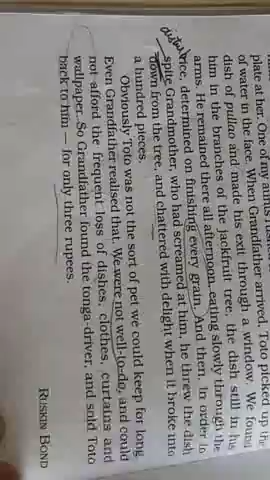 plate at her. One of my aunts
of water in the face. When Grandfather arrived, Toto picked up the
dish of pullao and made his exit through a window. We found
him in the branches of the jackfruit tree, the dish still in his
arms. He remained there all afternoon, eating slowly through the
rice, determined on finishing every grain. And then, in order to
spite Grandmother, who had screamed at him, he threw the dish
down from the tree, and chattered with delight when it broke into
a hundred pieces.
Obviously Toto was not the sort of pet we could keep for long.
Even Grandfather realised that. We were not well-to-do, and could
not afford the frequent loss of dishes, clothes, curtains and
wallpaper. So Grandfather found the tonga-driver, and sold Toto
back to him — for only three rupees.
RUSKIN BOND